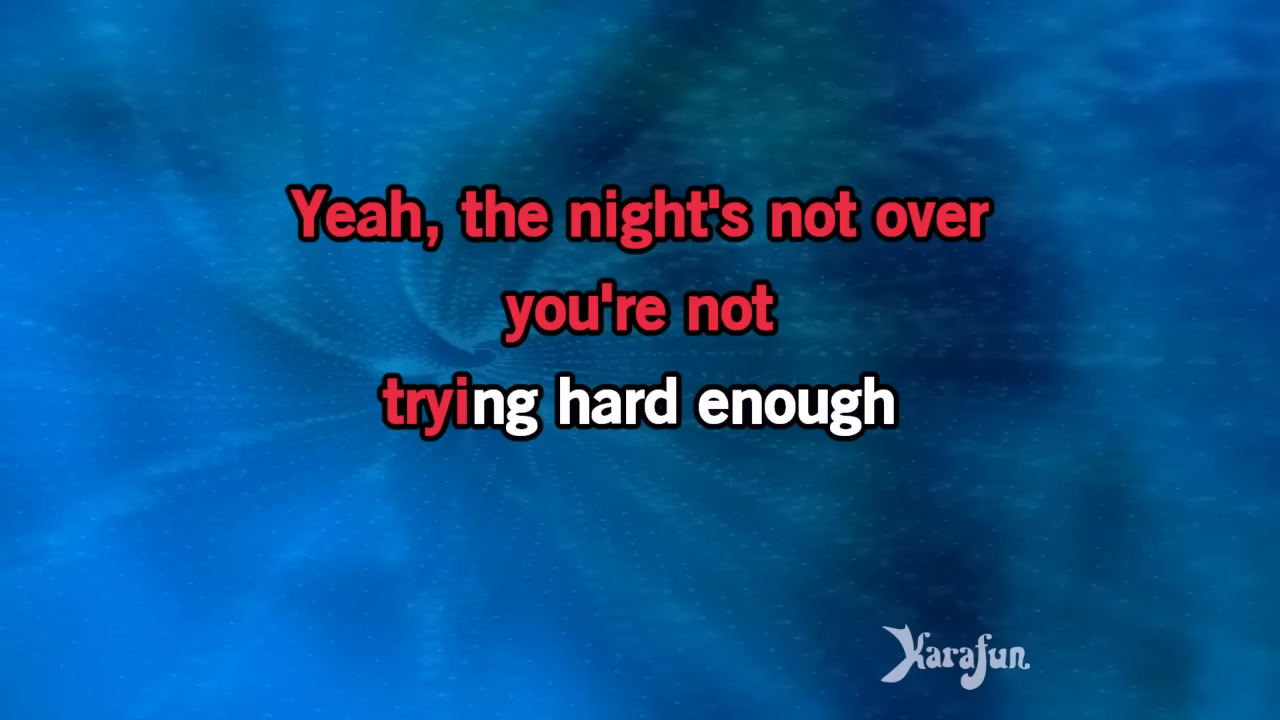 Yeah, the night's not over
you're not
trying hard enough
Karafun